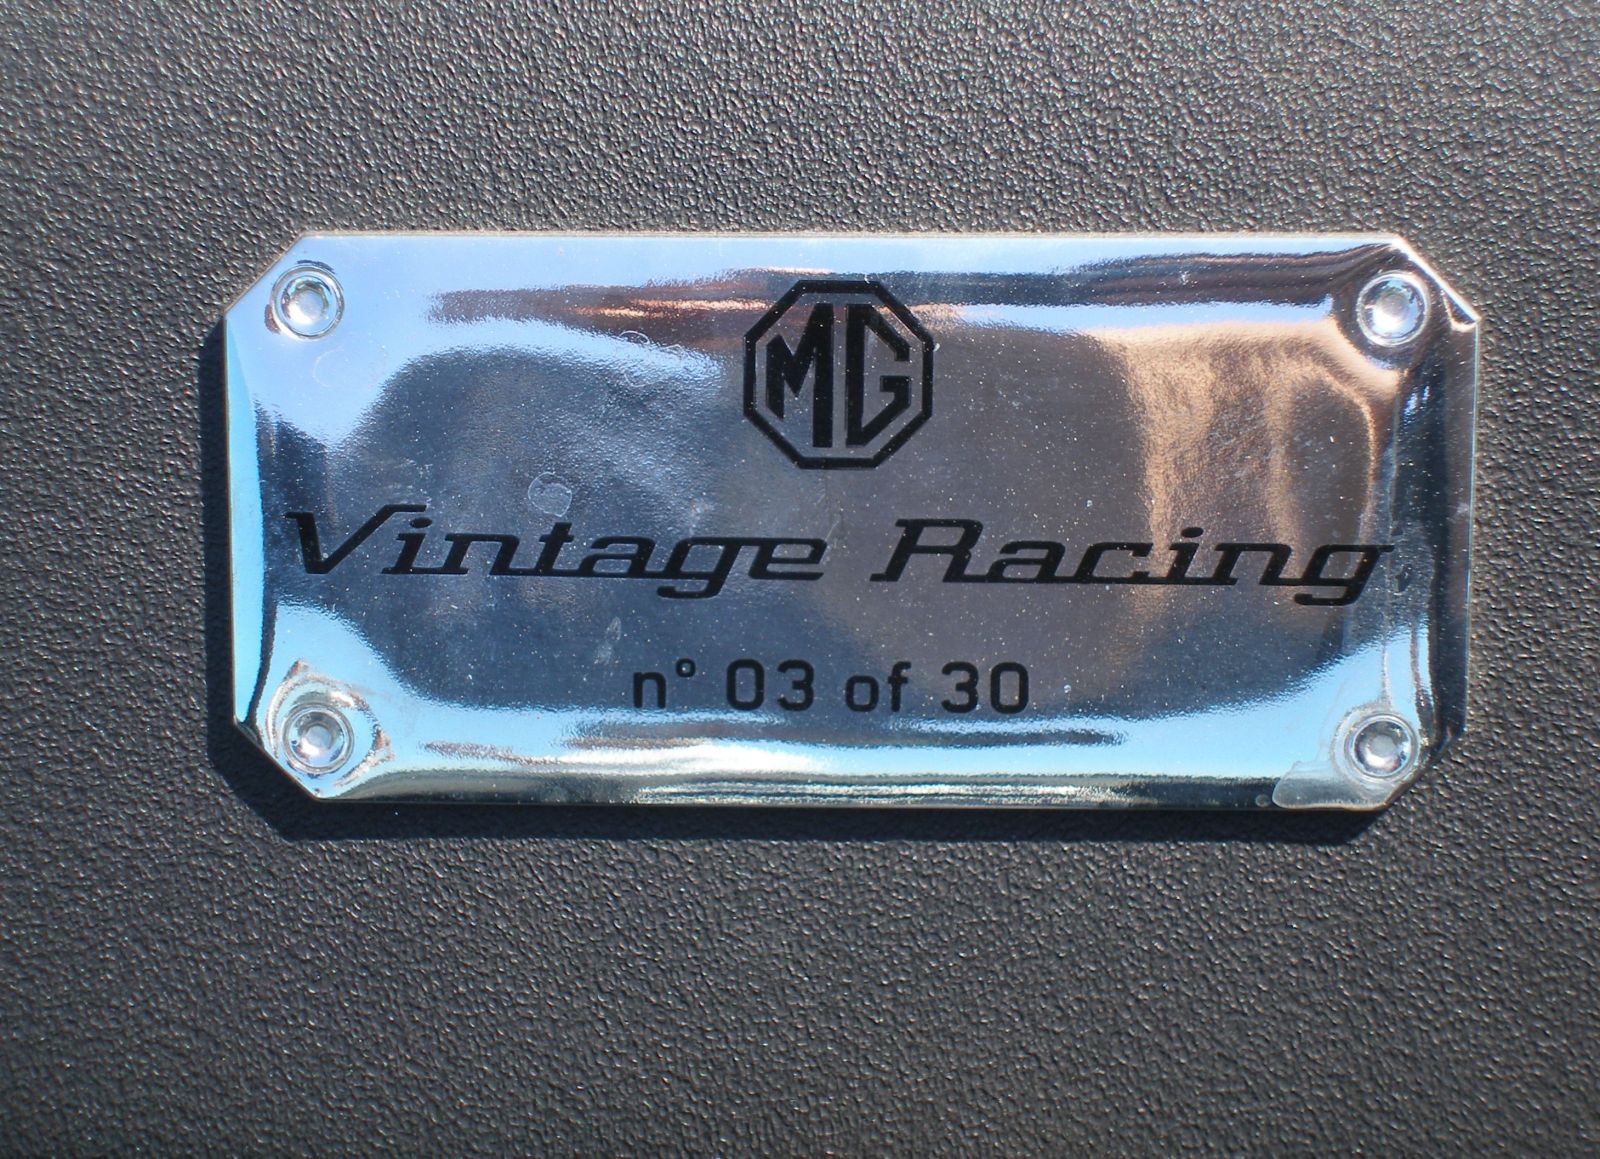 MG
Vintage Racing
n° 03 of 30